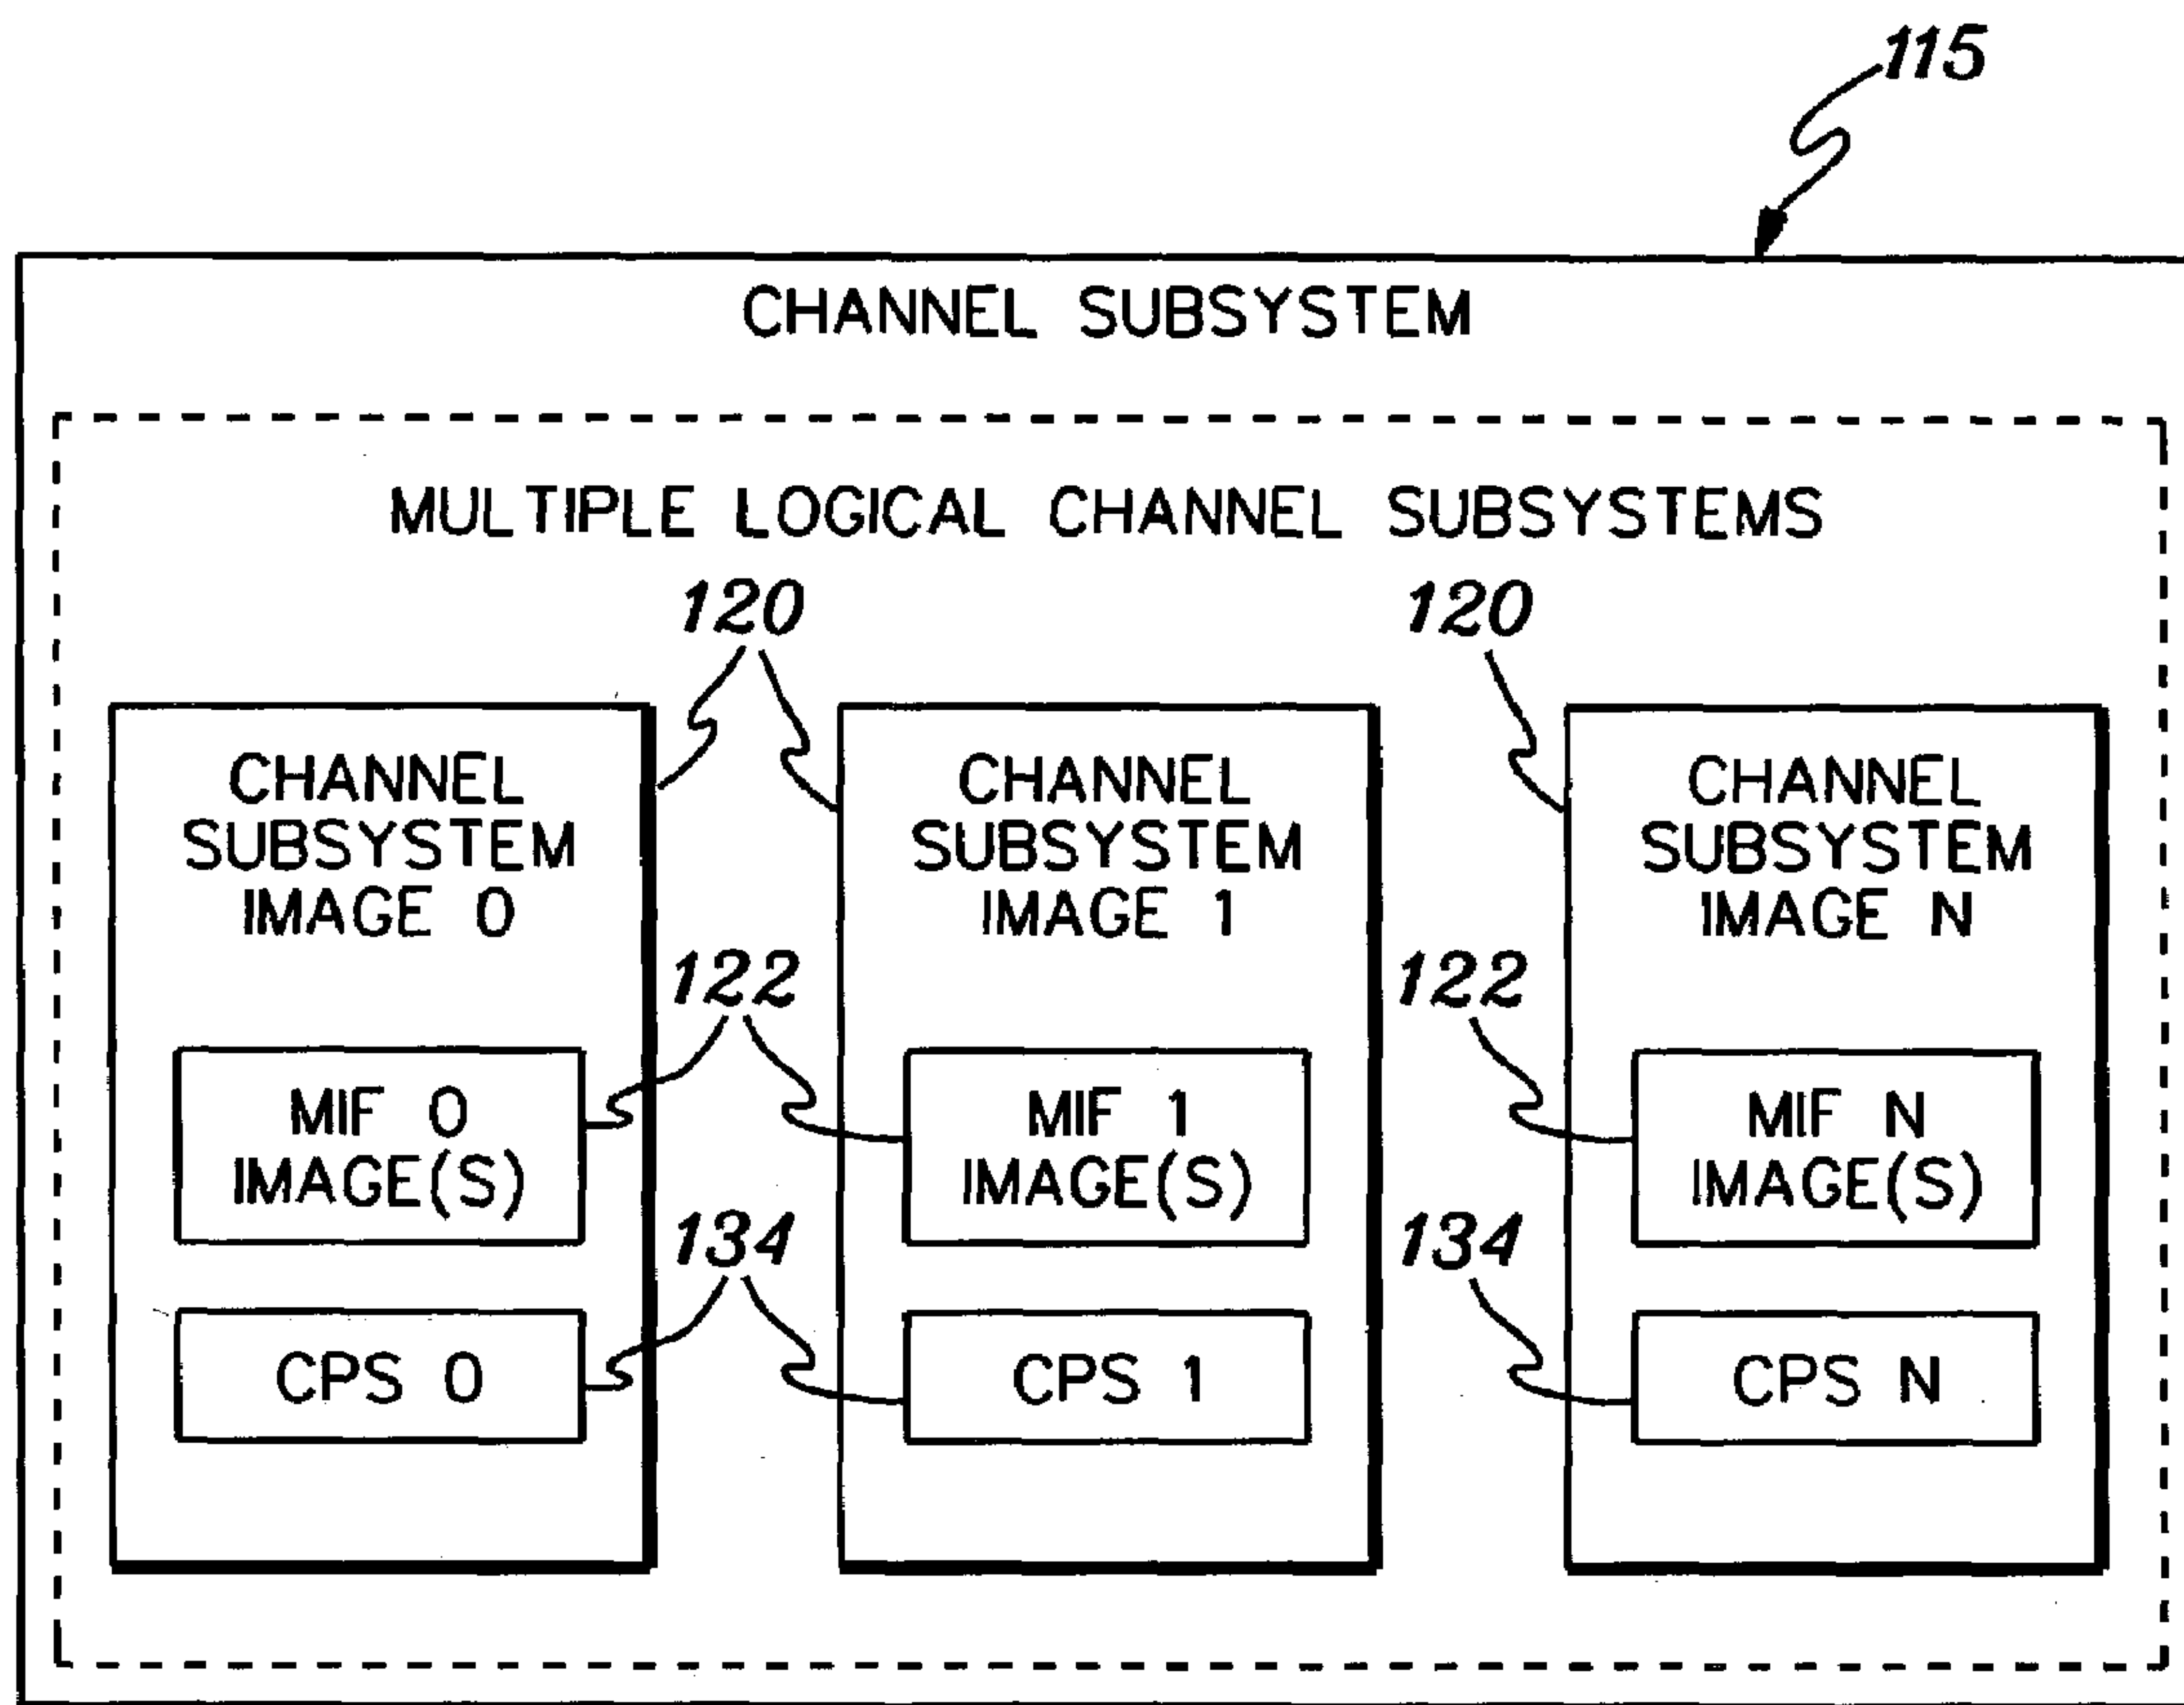 115
CHANNEL SUBSYSTEM
MULTIPLE LOGICAL CHANNEL SUBSYSTEMS
120
120
CHANNEL
SUBSYSTEM
IMAGE 0
CHANNEL
SUBSYSTEM
IMAGE 1
CHANNEL
SUBSYSTEM
IMAGE N
122
122
MIF 0
IMAGE(S)
MIF 1
IMAGE(S)
MIF N
IMAGE(S)
134
134
CPS 0
CPS 1
CPS N